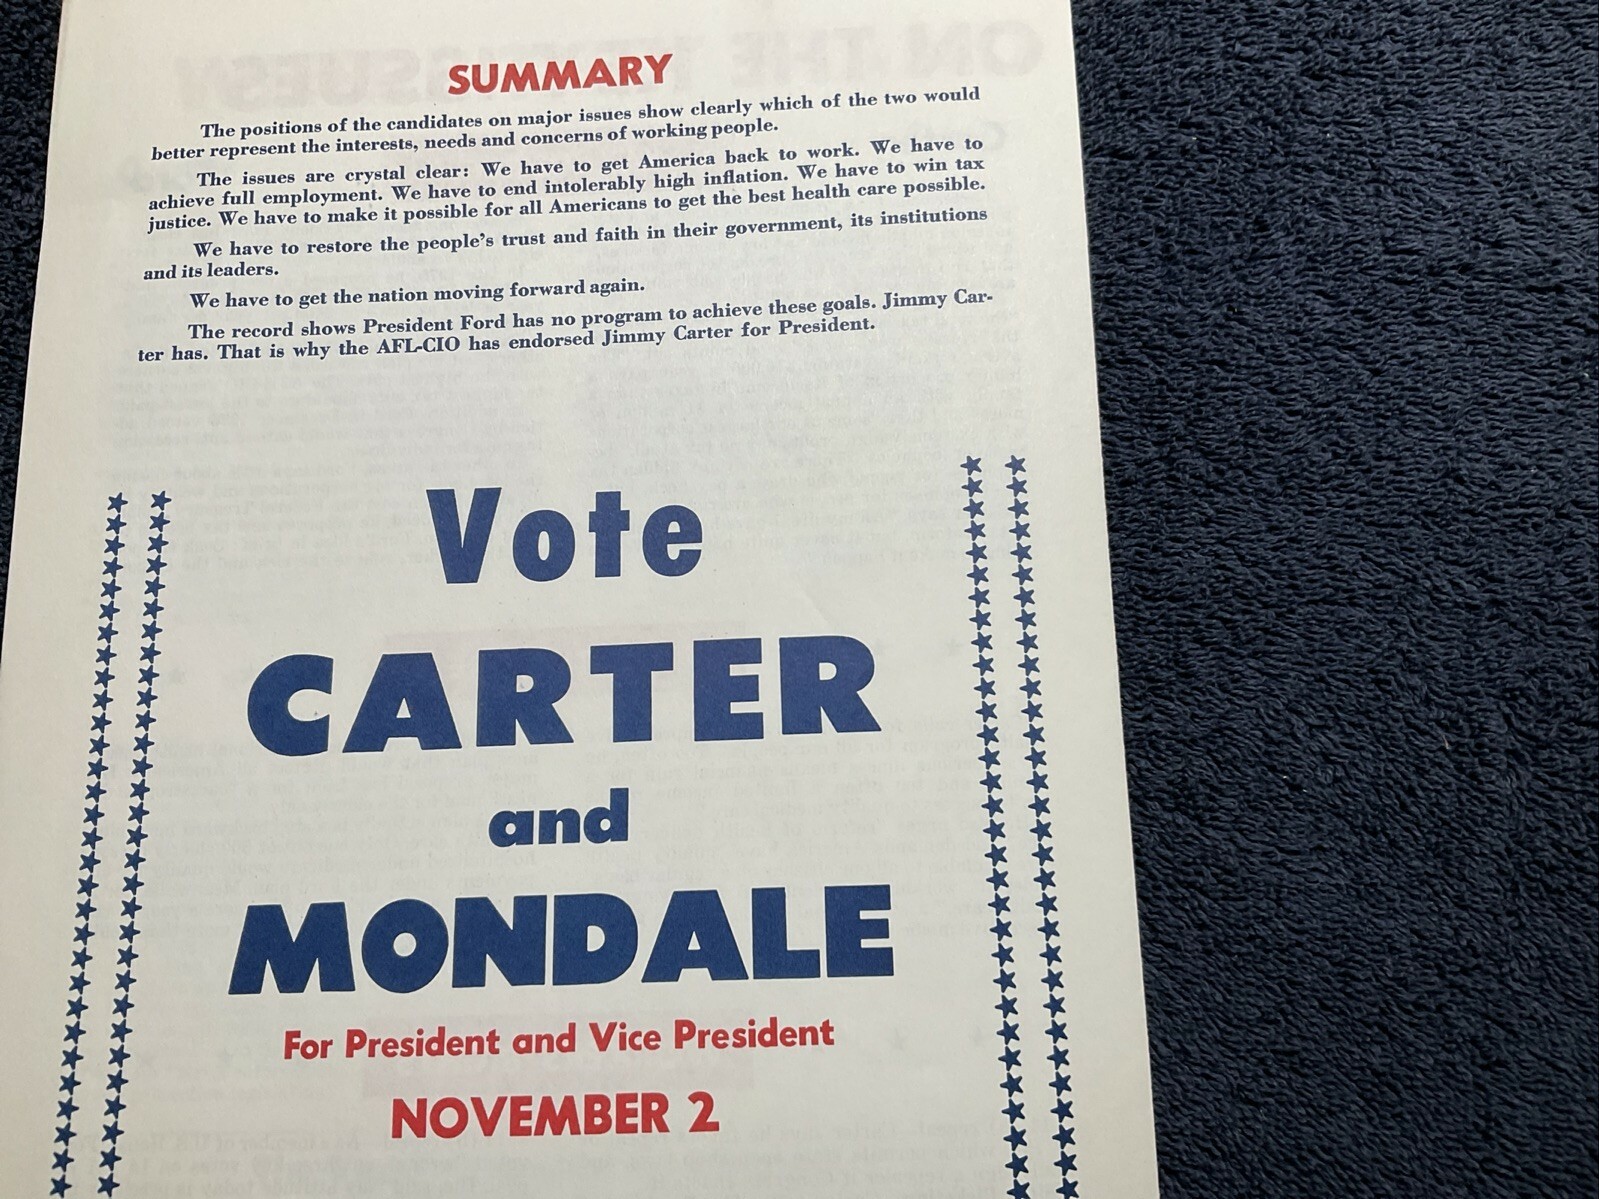 SUMMARY
The positions of the candidates on major issues show clearly which of the two would
better represent the interests, needs and concerns of working people.
The issues are crystal clear: We have to get America back to work. We have to
achieve full employment. We have to end intolerably high inflation. We have to win tax
justice. We have to make it possible for all Americans to get the best health care possible.
We have to restore the people's trust and faith in their government, its institutions
and its leaders.
We have to get the nation moving forward again.
The record shows President Ford has no program to achieve these goals. Jimmy Car-
ter has. That is why the AFL-CIO has endorsed Jimmy Carter for President.
Vote
CARTER
and
MONDALE
For President and Vice President
NOVEMBER 2